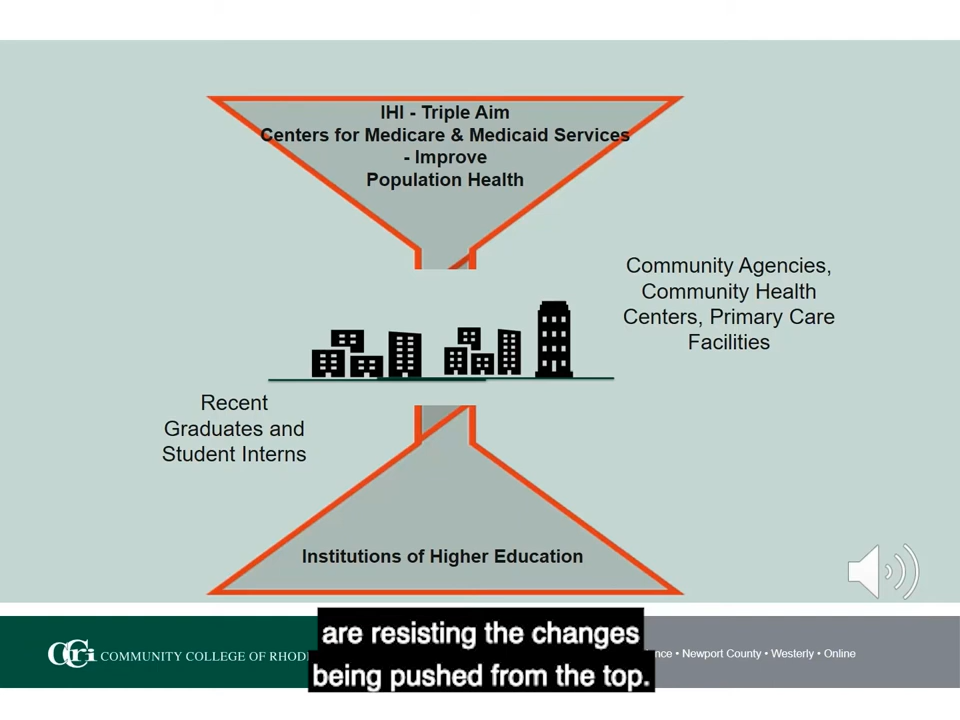 IHI - Triple Aim
Centers for Medicare & Medicaid Services
- Improve
Population Health
Community Agencies,
Community Health
Centers, Primary Care
Facilities
Recent
Graduates and
Student Interns
Institutions of Higher Education
are resisting the changes
being pushed from the top.
CCRI COMMUNITY COLLEGE OF
• Newport County • Westerly • Online